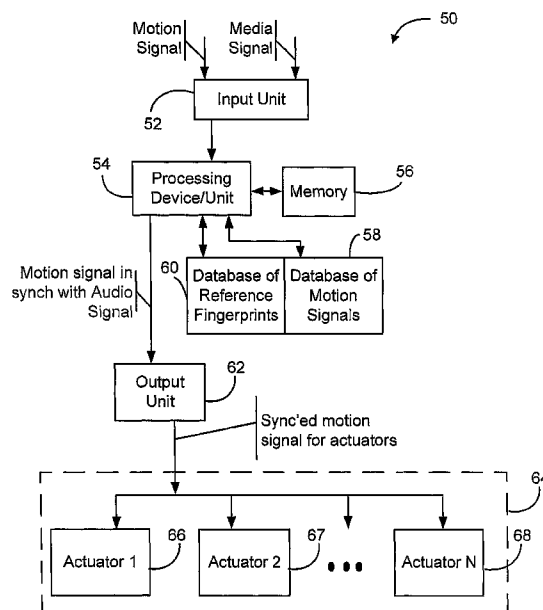 Motion
Signal
Media
Signal
50
Input Unit
52
54
Processing
Device/Unit
Memory
56
58
60
Database of
Reference
Fingerprints
Database of
Motion
Signals
Motion signal in
synch with Audio
Signal
Output
Unit
62
Sync'ed motion
signal for actuators
64
Actuator 1
66
Actuator 2
67
Actuator N
68